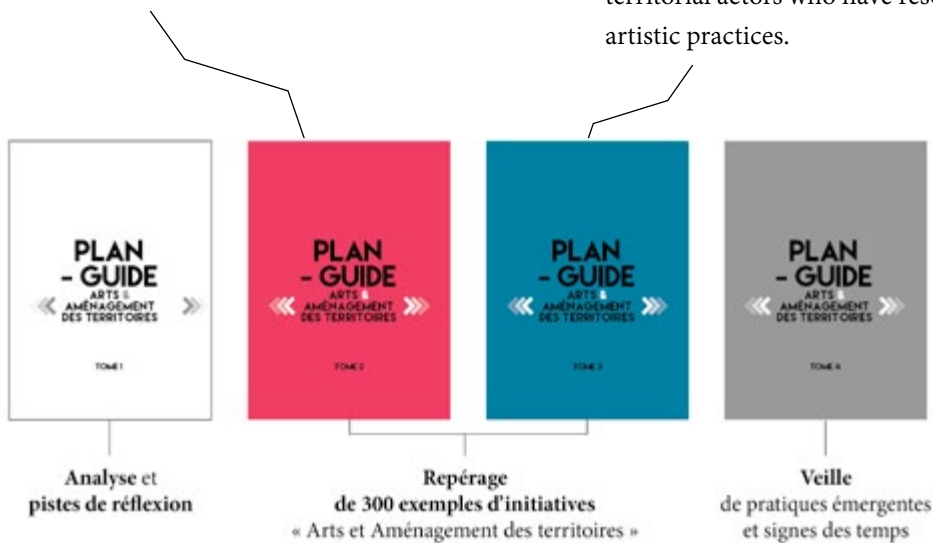 territorial actors who have
artistic practices.
PLAN
- GUIDE
ARTS &
AMÉNAGEMENT
DES TERRITOIRES
TOME 1
PLAN
- GUIDE
ARTS &
AMÉNAGEMENT
DES TERRITOIRES
TOME 2
PLAN
- GUIDE
ARTS &
AMÉNAGEMENT
DES TERRITOIRES
TOME 3
PLAN
- GUIDE
ARTS &
AMÉNAGEMENT
DES TERRITOIRES
TOME 4
Analyse et
pistes de réflexion
Repérage
de 300 exemples d'initiatives
« Arts et Aménagement des territoires »
Veille
de pratiques émergentes
et signes des temps